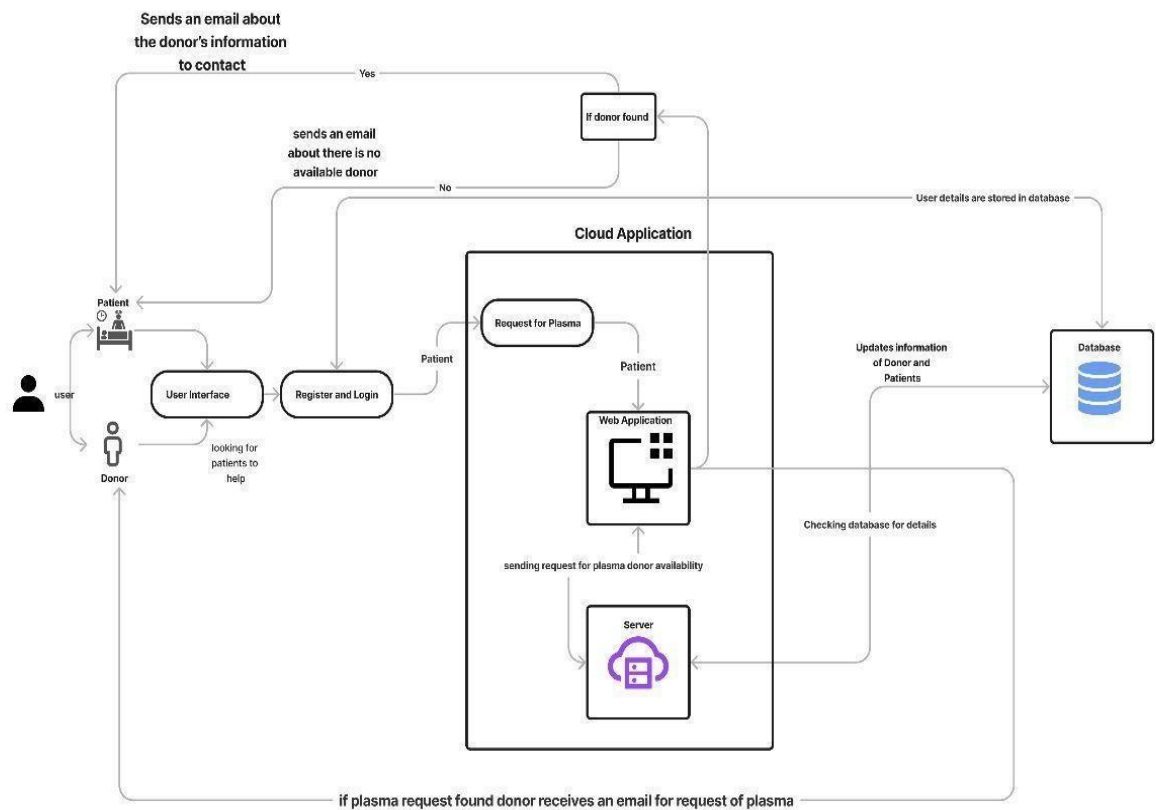 Sends an email about
the donor's information
to contact
Yes
If donor found
sends an email
about there is no
available donor
No
User details are stored in database
Cloud Application
Patient
Request for Plasma
Patient
Patient
Updates information
of Donor and
Patients
Database
user
User Interface
Register and Login
Web Application
looking for
patients to
help
Donor
Checking database for details
sending request for plasma donor availability
Server
if plasma request found donor receives an email for request of plasma